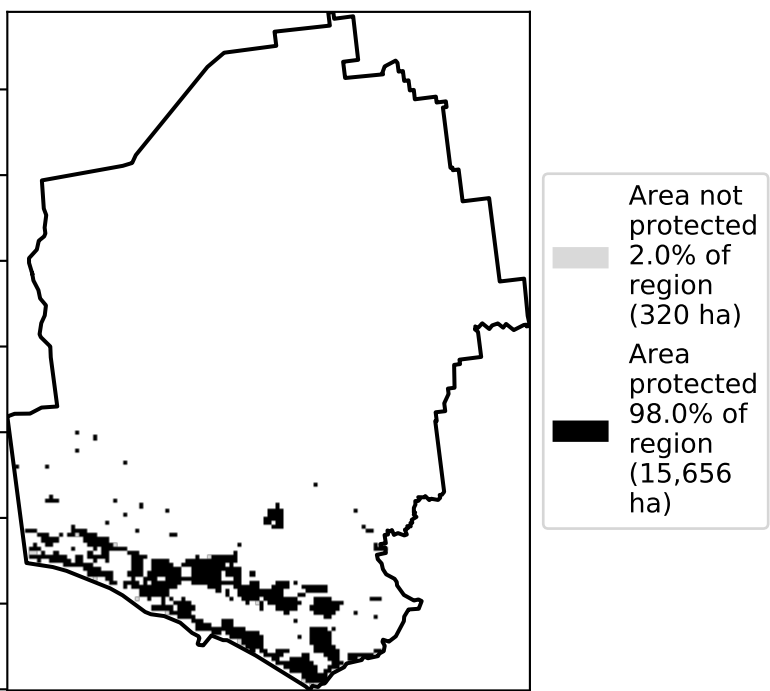 Area not
protected
2.0% of
region
(320 ha)
Area
protected
98.0% of
region
(15,656
ha)